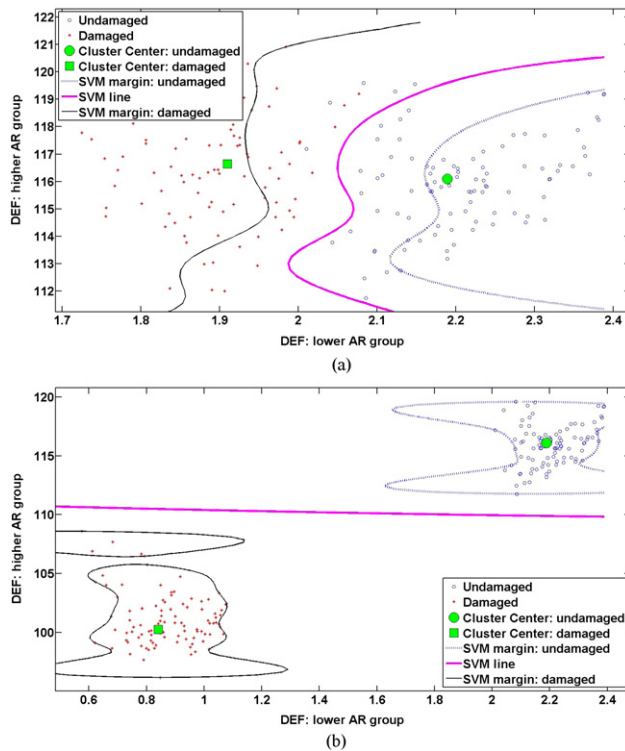 122
121
120
119
118
117
116
115
114
113
112
DEF: higher AR group
Undamaged
Damaged
Cluster Center: undamaged
Cluster Center: damaged
SVM margin: undamaged
SVM line
SVM margin: damaged
1.7 1.8 1.9 2 2.1 2.2 2.3 2.4
DEF: lower AR group
(a)
120
115
110
105
100
DEF: higher AR group
Undamaged
Damaged
Cluster Center: undamaged
Cluster Center: damaged
SVM margin: undamaged
SVM line
SVM margin: damaged
0.6 0.8 1 1.2 1.4 1.6 1.8 2 2.2 2.4
DEF: lower AR group
(b)